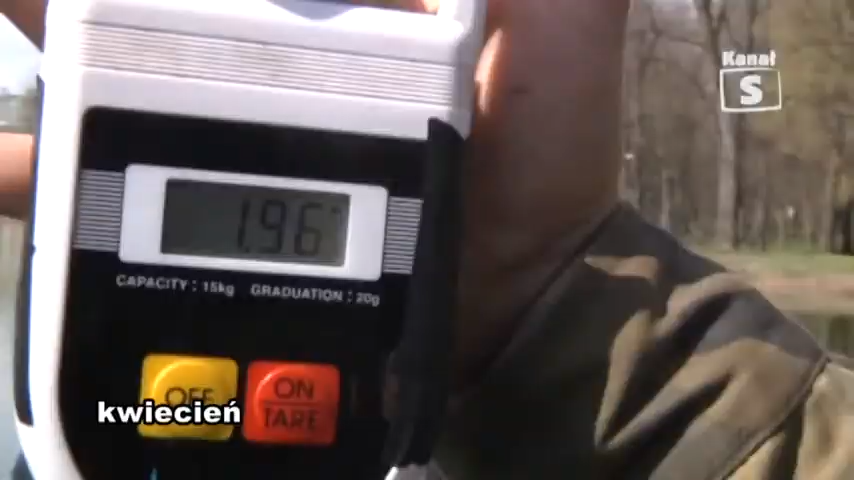 Kanał
S
1.96
CAPACITY : 15kg GRADUATION : 20g
OFF
ON
TARE
kwiecień